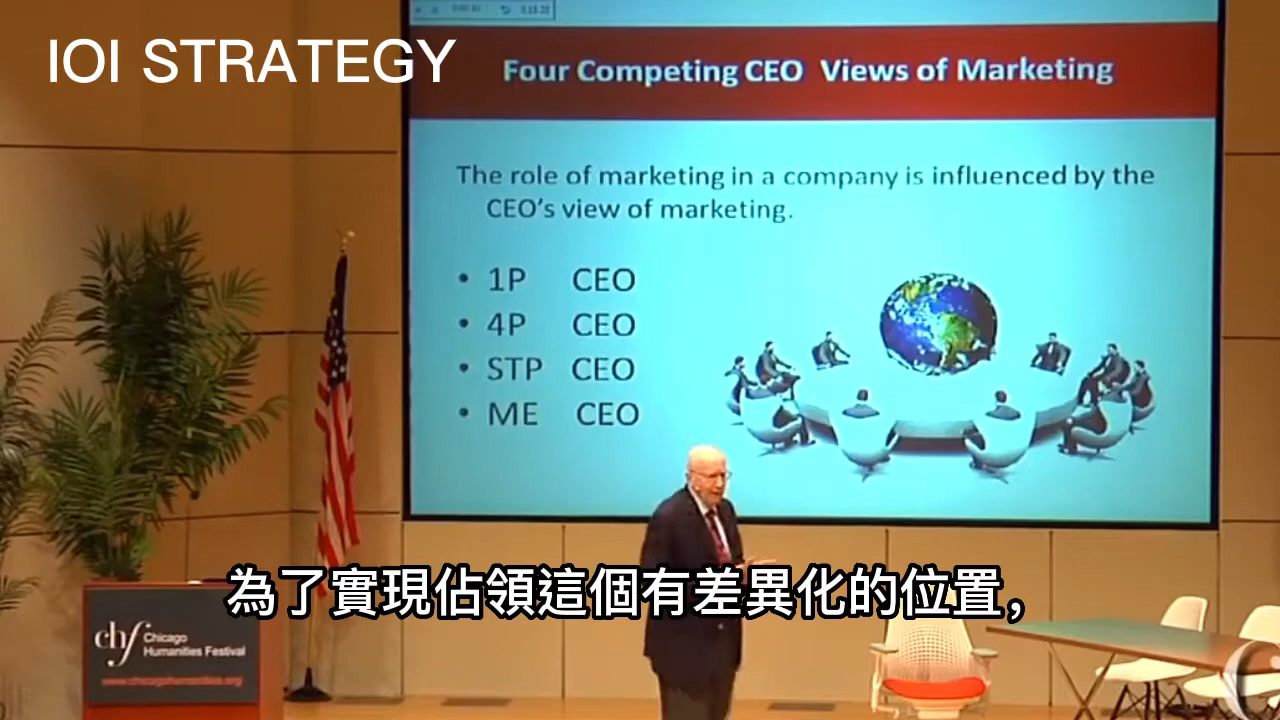 IOI STRATEGY
Four Competing CEO Views of Marketing
The role of marketing in a company is influenced by the
CEO's view of marketing.
• 1P CEO
• 4P CEO
• STP CEO
• ME CEO
為了實現佔領這個有差異化的位置，
chf Chicago
Humanities Festival
www.chicagohumanities.org